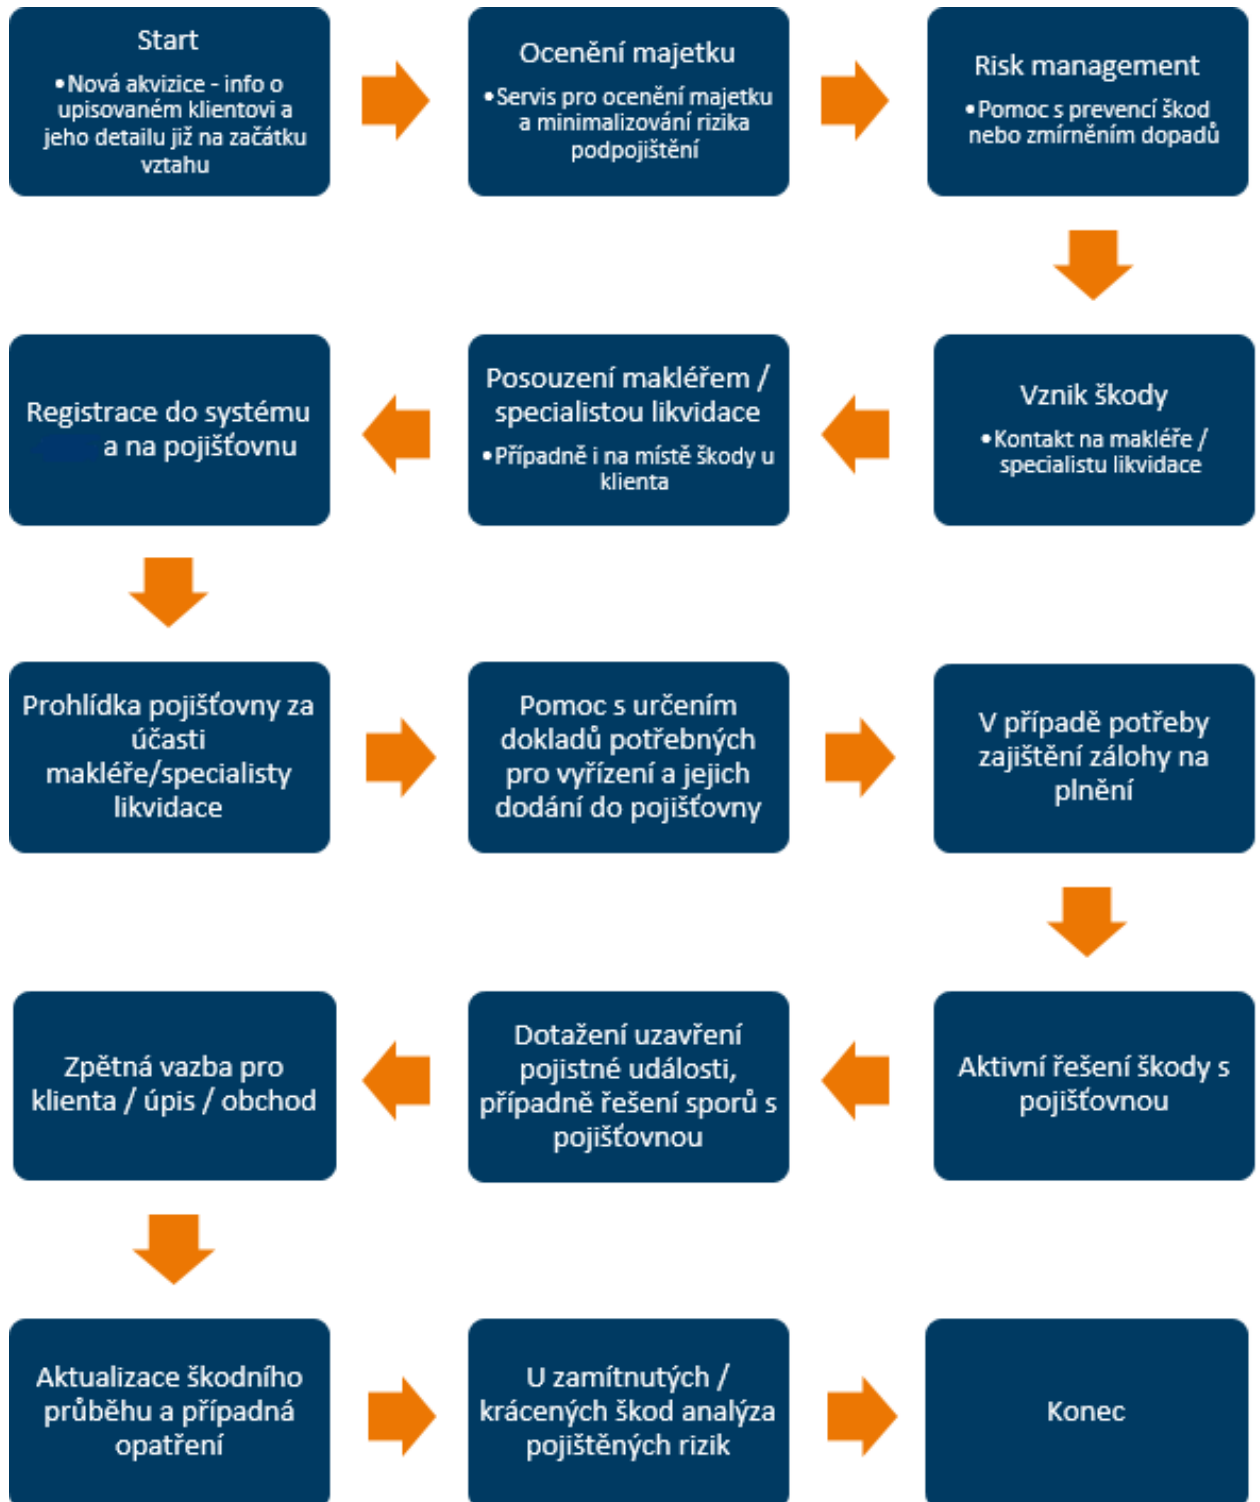 Start
•Nová akvizice - info o
upisovaném klientovi a
jeho detailu již na začátku
vztahu
Ocenění majetku
•Servis pro ocenění majetku
a minimalizování rizika
podpojištění
Risk management
•Pomoc s prevencí škod
nebo zmírněním dopadů
Vznik škody
•Kontakt na makléře /
specialistu likvidace
Posouzení makléřem /
specialistou likvidace
•Případně i na místě škody u
klienta
Registrace do systému
a na pojišťovnu
Prohlídka pojišťovny za
účasti
makléře/specialisty
likvidace
Pomoc s určením
dokladů potřebných
pro vyřízení a jejich
dodání do pojišťovny
V případě potřeby
zajištění zálohy na
plnění
Aktivní řešení škody s
pojišťovnou
Dotažení uzavření
pojistné události,
případně řešení sporů s
pojišťovnou
Zpětná vazba pro
klienta / úpis / obchod
Aktualizace škodního
průběhu a případná
opatření
U zamítnutých /
krácených škod analýza
pojištěných rizik
Konec